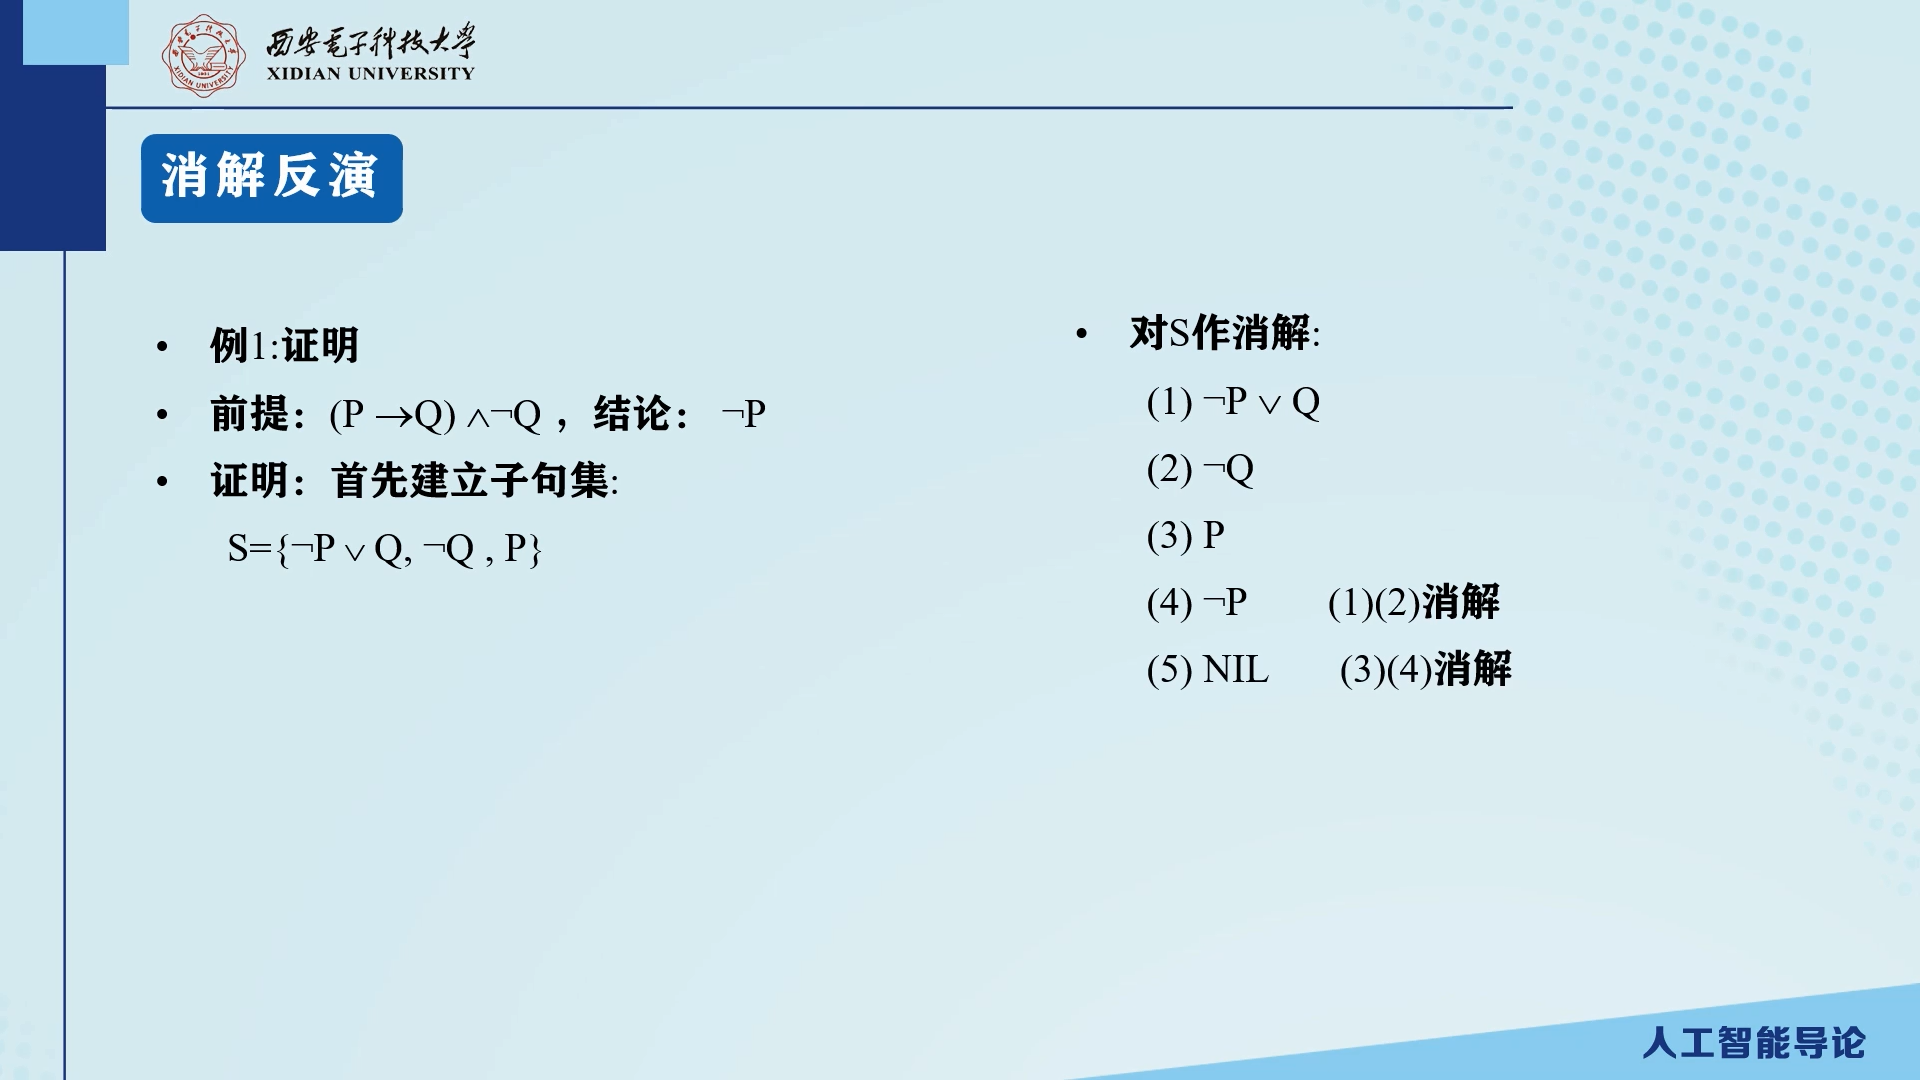 西安电子科技大学
XIDIAN UNIVERSITY
消解反演
• 例1:证明
• 前提：(P →Q) ∧¬Q ，结论： ¬P
• 证明：首先建立子句集:
S={¬P ∨ Q, ¬Q , P}
• 对S作消解:
(1) ¬P ∨ Q
(2) ¬Q
(3) P
(4) ¬P (1)(2)消解
(5) NIL (3)(4)消解
人工智能导论